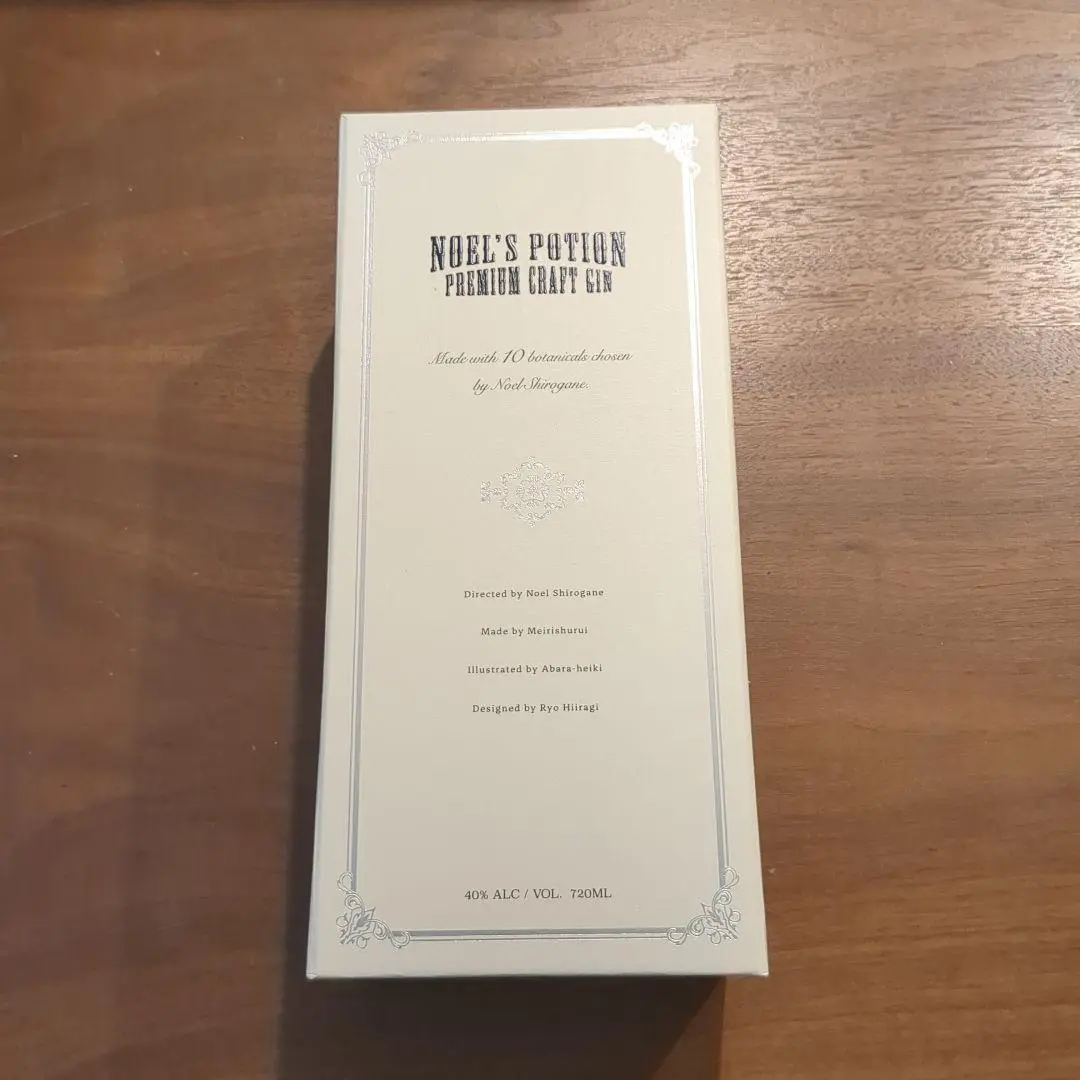 NOEL'S POTION
PREMIUM CRAFT GIN
Made with 10 botanicals chosen
by Noel Shirogane.
Directed by Noel Shirogane
Made by Meirishurui
Illustrated by Abara-heiki
Designed by Ryo Hiiragi
40% ALC / VOL. 720ML